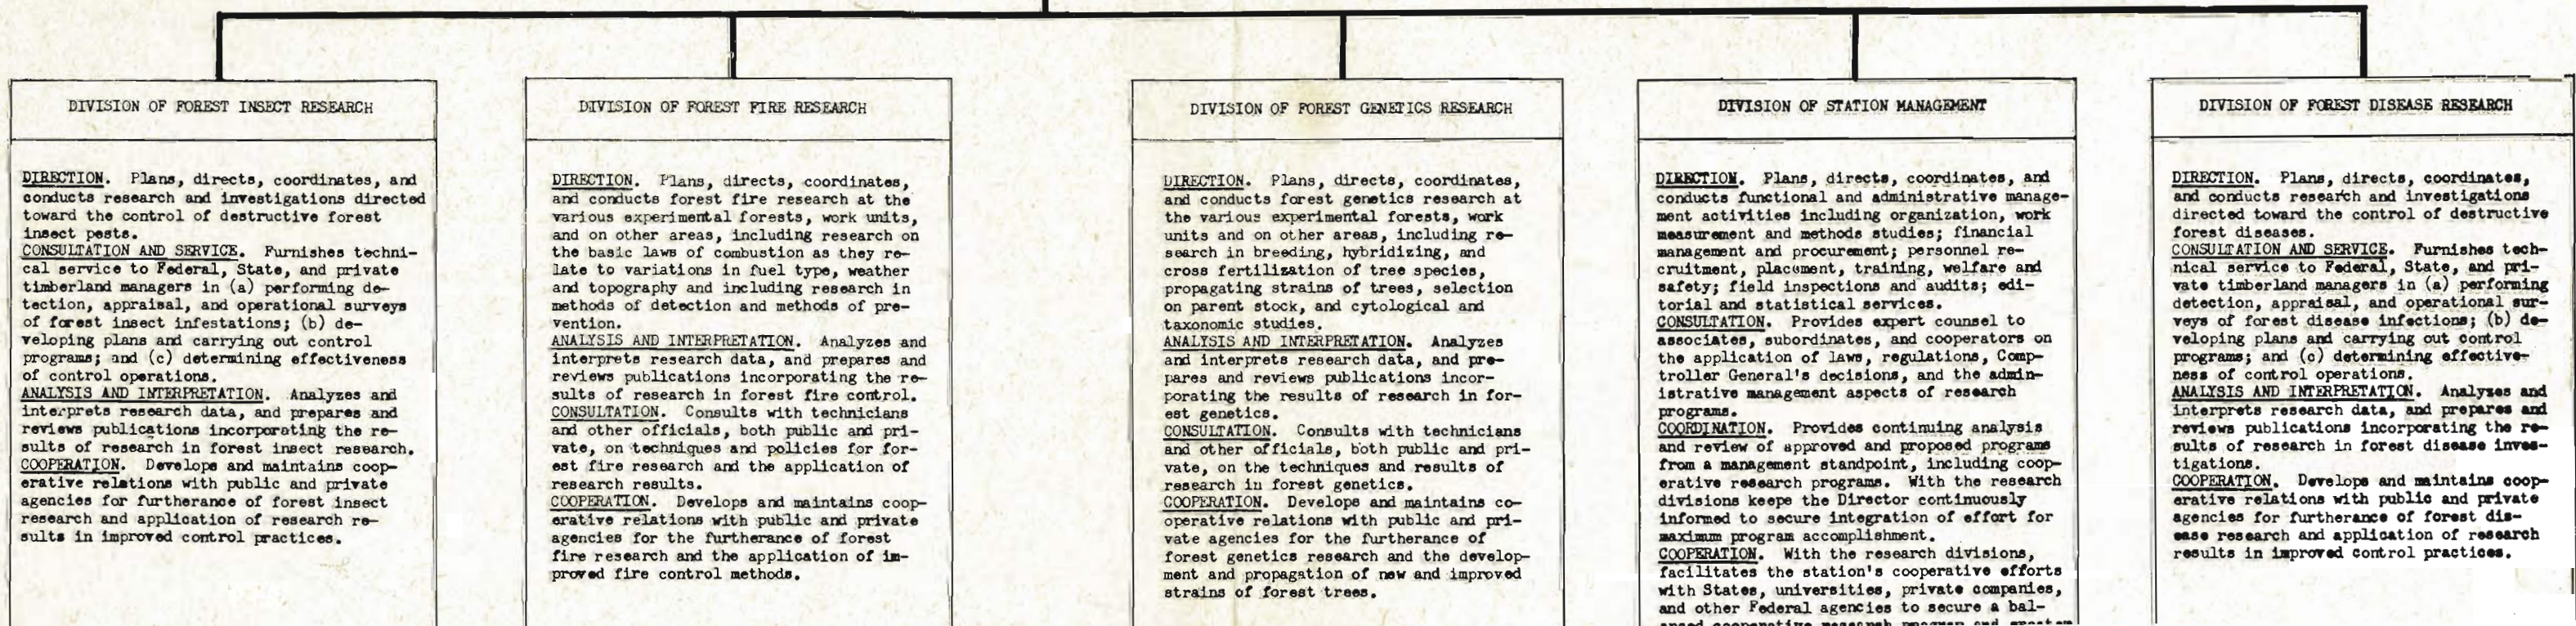 DIVISION OF FOREST INSECT RESEARCH
DIRECTION. Plans, directs, coordinates, and
conducts research and investigations directed
toward the control of destructive forest
insect pests.
CONSULTATION AND SERVICE. Furnishes techni-
cal service to Federal, State, and private
timberland managers in (a) performing de-
tection, appraisal, and operational surveys
of forest insect infestations; (b) de-
veloping plans and carrying out control
programs; and (c) determining effectiveness
of control operations.
ANALYSIS AND INTERPRETATION. Analyzes and
interprets research data, and prepares and
reviews publications incorporating the re-
sults of research in forest insect research.
COOPERATION. Develops and maintains coop-
erative relations with public and private
agencies for furtherance of forest insect
research and application of research re-
sults in improved control practices.
DIVISION OF FOREST FIRE RESEARCH
DIRECTION. Plans, directs, coordinates,
and conducts forest fire research at the
various experimental forests, work units,
and on other areas, including research on
the basic laws of combustion as they re-
late to variations in fuel type, weather
and topography and including research in
methods of detection and methods of pre-
vention.
ANALYSIS AND INTERPRETATION. Analyzes and
interprets research data, and prepares and
reviews publications incorporating the re-
sults of research in forest fire control.
CONSULTATION. Consults with technicians
and other officials, both public and pri-
vate, on techniques and policies for for-
est fire research and the application of
research results.
COOPERATION. Develops and maintains coop-
erative relations with public and private
agencies for the furtherance of forest
fire research and the application of im-
proved fire control methods.
DIVISION OF FOREST GENETICS RESEARCH
DIRECTION. Plans, directs, coordinates,
and conducts forest genetics research at
the various experimental forests, work
units and on other areas, including re-
search in breeding, hybridizing, and
cross fertilization of tree species,
propagating strains of trees, selection
on parent stock, and cytological and
taxonomic studies.
ANALYSIS AND INTERPRETATION. Analyzes
and interprets research data, and pre-
pares and reviews publications incor-
porating the results of research in for-
est genetics.
CONSULTATION. Consults with technicians
and other officials, both public and pri-
vate, on the techniques and results of
research in forest genetics.
COOPERATION. Develops and maintains co-
operative relations with public and pri-
vate agencies for the furtherance of
forest genetics research and the develop-
ment and propagation of new and improved
strains of forest trees.
DIVISION OF STATION MANAGEMENT
DIRECTION. Plans, directs, coordinates, and
conducts functional and administrative manage-
ment activities including organization, work
measurement and methods studies; financial
management and procurement; personnel re-
cruitment, placement, training, welfare and
safety; field inspections and audits; edi-
torial and statistical services.
CONSULTATION. Provides expert counsel to
associates, subordinates, and cooperators on
the application of laws, regulations, Comp-
troller General's decisions, and the admin-
istrative management aspects of research
programs.
COORDINATION. Provides continuing analysis
and review of approved and proposed programs
from a management standpoint, including coop-
erative research programs. With the research
divisions keeps the Director continuously
informed to secure integration of effort for
maximum program accomplishment.
COOPERATION. With the research divisions,
facilitates the station's cooperative efforts
with States, universities, private companies,
and other Federal agencies to secure a bal-
anced cooperative research program and greater
DIVISION OF FOREST DISEASE RESEARCH
DIRECTION. Plans, directs, coordinates,
and conducts research and investigations
directed toward the control of destructive
forest diseases.
CONSULTATION AND SERVICE. Furnishes tech-
nical service to Federal, State, and pri-
vate timberland managers in (a) performing
detection, appraisal, and operational sur-
veys of forest disease infections; (b) de-
veloping plans and carrying out control
programs; and (c) determining effective-
ness of control operations.
ANALYSIS AND INTERPRETATION. Analyzes and
interprets research data, and prepares and
reviews publications incorporating the re-
sults of research in forest disease inves-
tigations.
COOPERATION. Develops and maintains coop-
erative relations with public and private
agencies for furtherance of forest dis-
ease research and application of research
results in improved control practices.